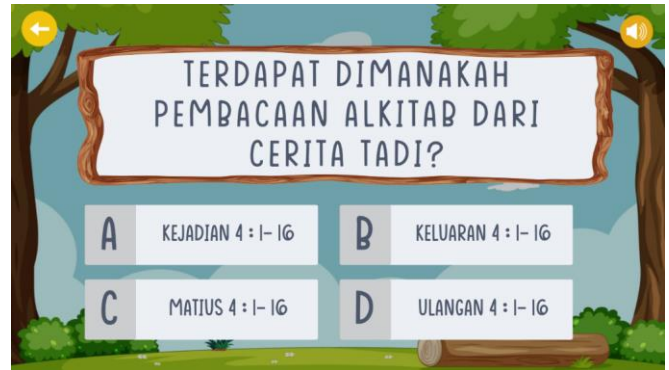 TERDAPAT DIMANAKAH
PEMBACAAN ALKITAB DARI
CERITA TADI?
A KEJADIAN 4 : 1- 16
B KELUARAN 4 : 1- 16
C MATIUS 4 : 1- 16
D ULANGAN 4 : 1- 16